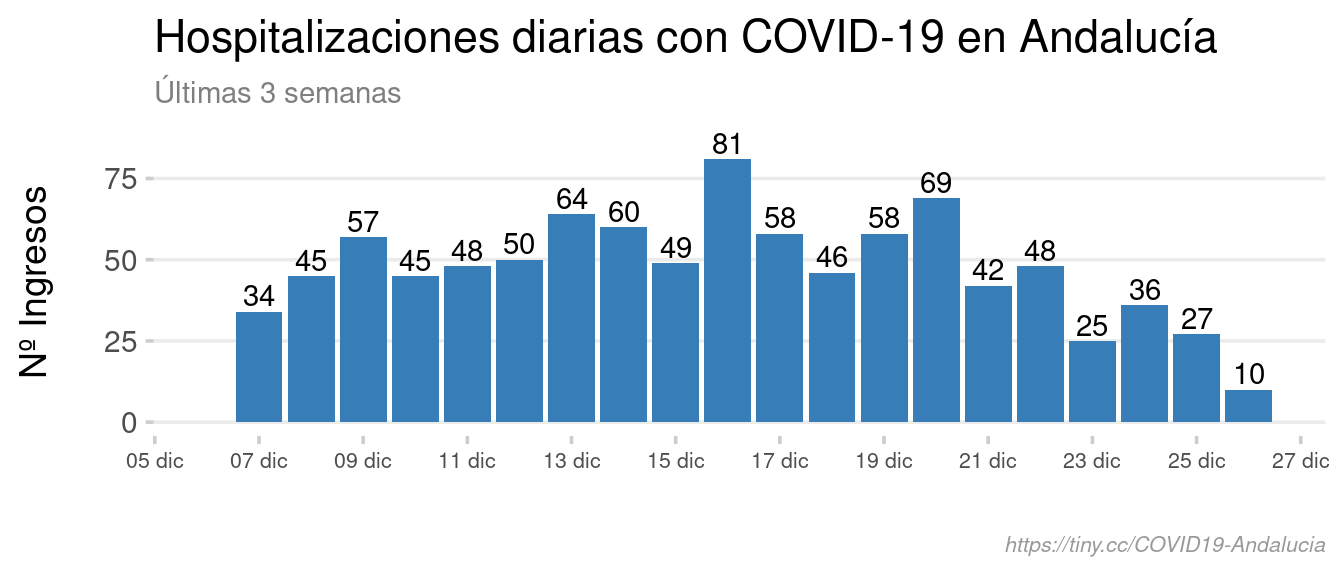 Hospitalizaciones diarias con COVID-19 en Andalucía
Últimas 3 semanas
Nº Ingresos
75
50
25
0
34
45
57
45
48
50
64
60
49
81
58
46
58
69
42
48
25
36
27
10
05 dic
07 dic
09 dic
11 dic
13 dic
15 dic
17 dic
19 dic
21 dic
23 dic
25 dic
27 dic
https://tiny.cc/COVID19-Andalucia